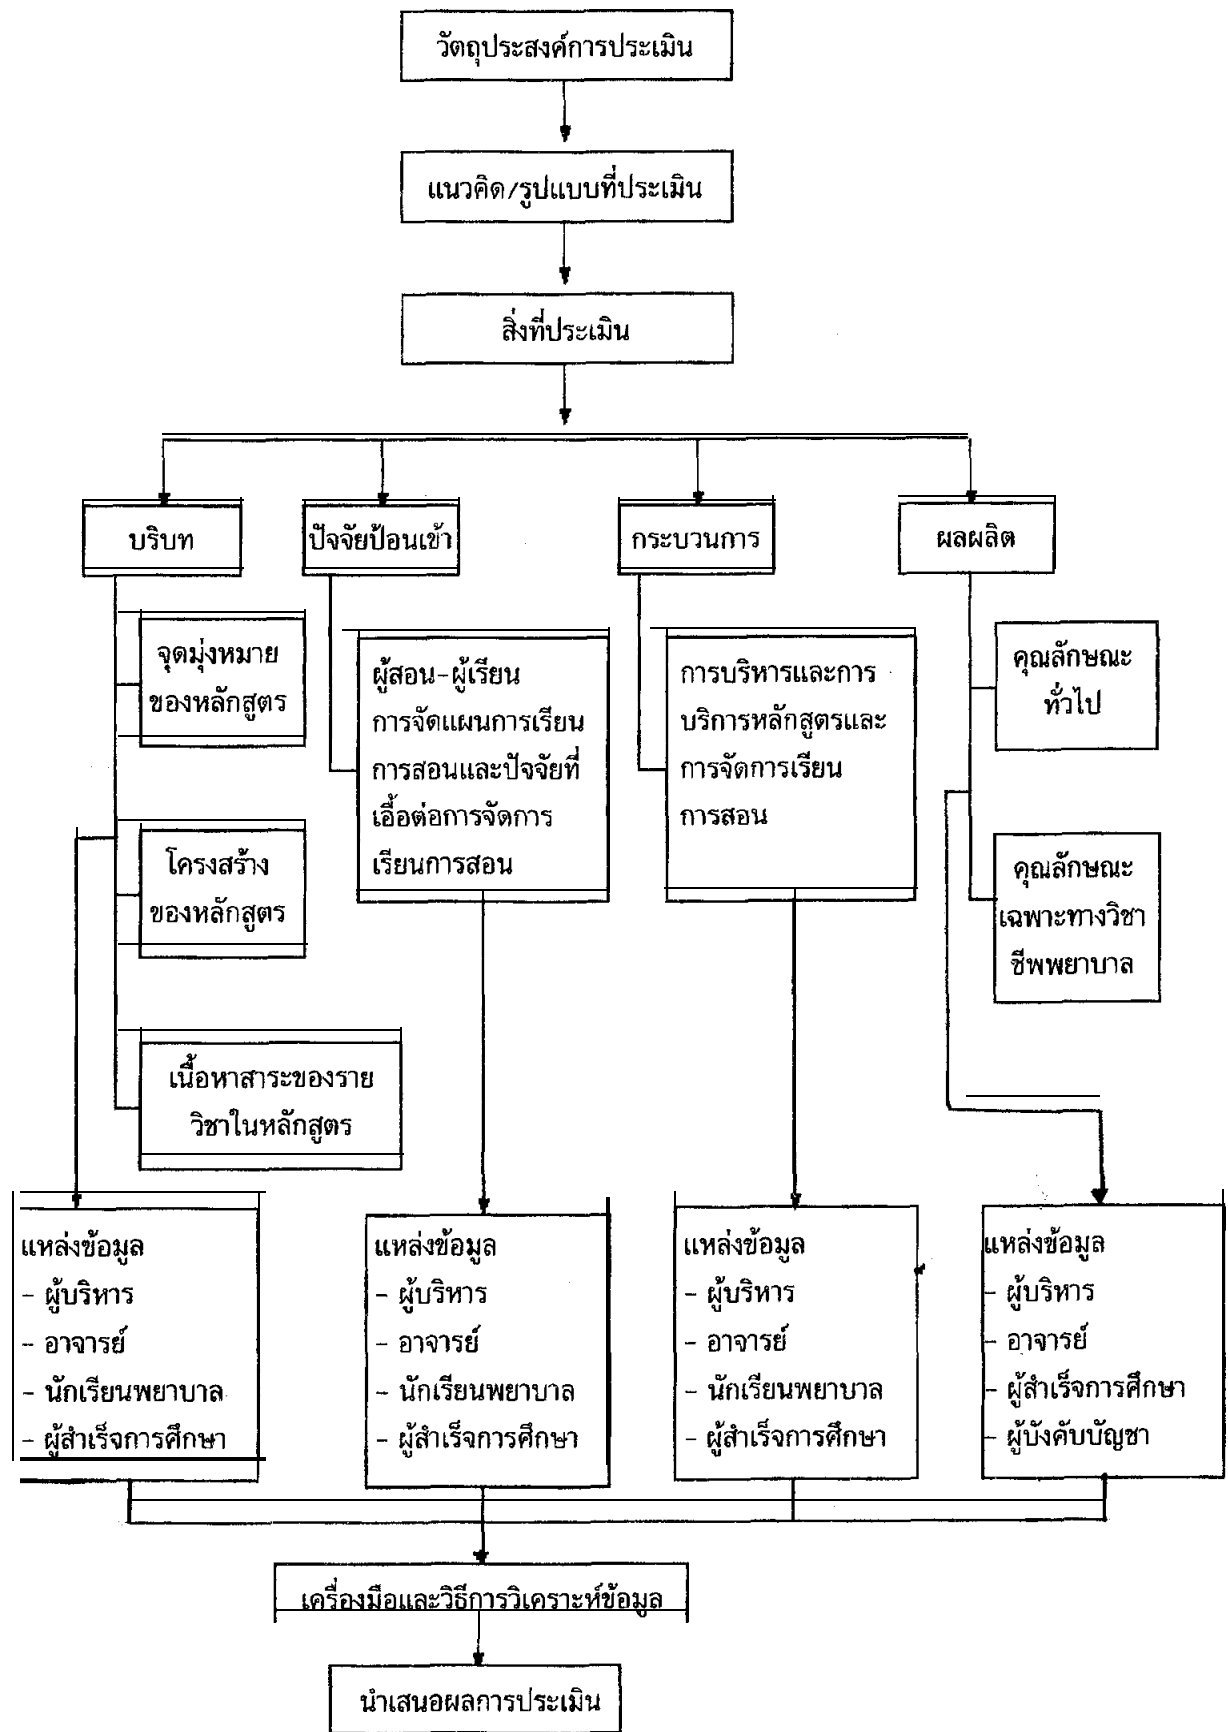 วัตถุประสงค์การประเมิน
แนวคิด/รูปแบบที่ประเมิน
สิ่งที่ประเมิน
บริบท
ปัจจัยป้อนเข้า
กระบวนการ
ผลผลิต
จุดมุ่งหมาย
ของหลักสูตร
โครงสร้าง
ของหลักสูตร
เนื้อหาสาระของราย
วิชาในหลักสูตร
ผู้สอน-ผู้เรียน
การจัดแผนการเรียน
การสอนและปัจจัยที่
เอื้อต่อการจัดการ
เรียนการสอน
การบริหารและการ
บริการหลักสูตรและ
การจัดการเรียน
การสอน
คุณลักษณะ
ทั่วไป
คุณลักษณะ
เฉพาะทางวิชา
ชีพพยาบาล
แหล่งข้อมูล
- ผู้บริหาร
- อาจารย์
- นักเรียนพยาบาล
- ผู้สำเร็จการศึกษา
แหล่งข้อมูล
- ผู้บริหาร
- อาจารย์
- นักเรียนพยาบาล
- ผู้สำเร็จการศึกษา
แหล่งข้อมูล
- ผู้บริหาร
- อาจารย์
- นักเรียนพยาบาล
- ผู้สำเร็จการศึกษา
แหล่งข้อมูล
- ผู้บริหาร
- อาจารย์
- ผู้สำเร็จการศึกษา
- ผู้บังคับบัญชา
เครื่องมือและวิธีการวิเคราะห์ข้อมูล
นำเสนอผลการประเมิน